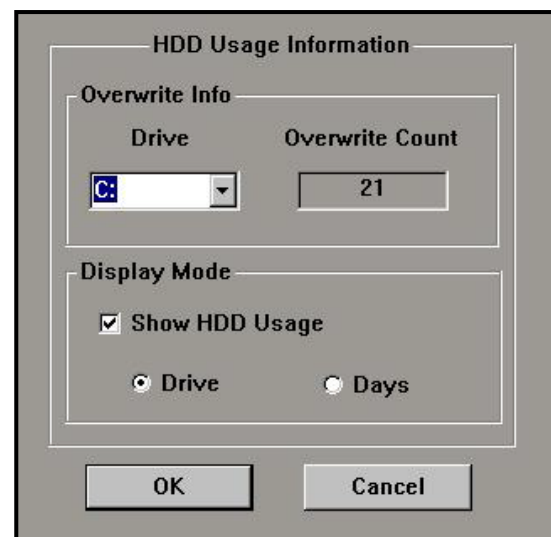 HDD Usage Information
Overwrite Info
Drive Overwrite Count
C: 21
Display Mode
Show HDD Usage
Drive Days
OK Cancel